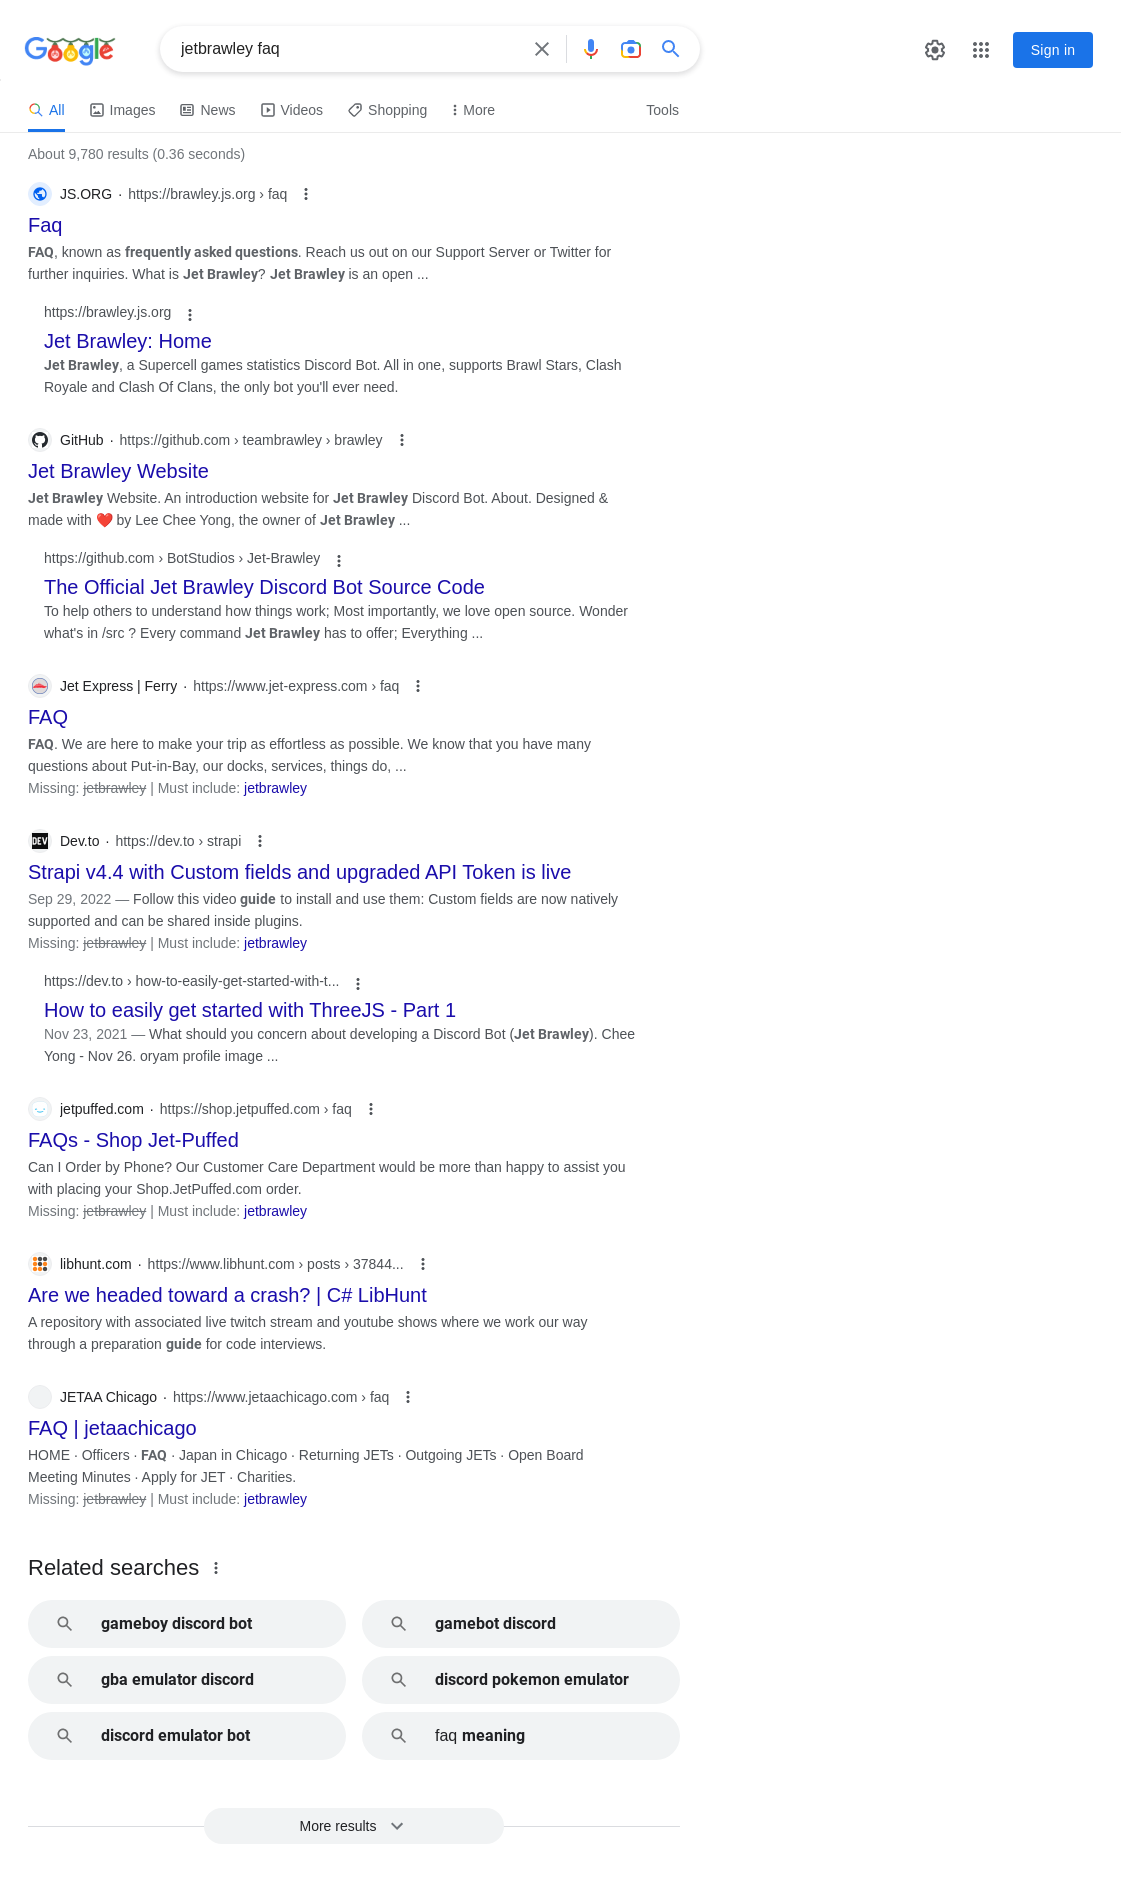 Google
jetbrawley faq
Sign in
All Images News Videos Shopping More Tools
About 9,780 results (0.36 seconds)
JS.ORG · https://brawley.js.org › faq
Faq
FAQ, known as frequently asked questions. Reach us out on our Support Server or Twitter for
further inquiries. What is Jet Brawley? Jet Brawley is an open ...
https://brawley.js.org
Jet Brawley: Home
Jet Brawley, a Supercell games statistics Discord Bot. All in one, supports Brawl Stars, Clash
Royale and Clash Of Clans, the only bot you'll ever need.
GitHub · https://github.com › teambrawley › brawley
Jet Brawley Website
Jet Brawley Website. An introduction website for Jet Brawley Discord Bot. About. Designed &
made with ❤️ by Lee Chee Yong, the owner of Jet Brawley ...
https://github.com › BotStudios › Jet-Brawley
The Official Jet Brawley Discord Bot Source Code
To help others to understand how things work; Most importantly, we love open source. Wonder
what's in /src ? Every command Jet Brawley has to offer; Everything ...
Jet Express | Ferry · https://www.jet-express.com › faq
FAQ
FAQ. We are here to make your trip as effortless as possible. We know that you have many
questions about Put-in-Bay, our docks, services, things do, ...
Missing: jetbrawley | Must include: jetbrawley
DEV
Dev.to · https://dev.to › strapi
Strapi v4.4 with Custom fields and upgraded API Token is live
Sep 29, 2022 — Follow this video guide to install and use them: Custom fields are now natively
supported and can be shared inside plugins.
Missing: jetbrawley | Must include: jetbrawley
https://dev.to › how-to-easily-get-started-with-t...
How to easily get started with ThreeJS - Part 1
Nov 23, 2021 — What should you concern about developing a Discord Bot (Jet Brawley). Chee
Yong - Nov 26. oryam profile image ...
jetpuffed.com · https://shop.jetpuffed.com › faq
FAQs - Shop Jet-Puffed
Can I Order by Phone? Our Customer Care Department would be more than happy to assist you
with placing your Shop.JetPuffed.com order.
Missing: jetbrawley | Must include: jetbrawley
libhunt.com · https://www.libhunt.com › posts › 37844...
Are we headed toward a crash? | C# LibHunt
A repository with associated live twitch stream and youtube shows where we work our way
through a preparation guide for code interviews.
JETAA Chicago · https://www.jetaachicago.com › faq
FAQ | jetaachicago
HOME · Officers · FAQ · Japan in Chicago · Returning JETs · Outgoing JETs · Open Board
Meeting Minutes · Apply for JET · Charities.
Missing: jetbrawley | Must include: jetbrawley
Related searches
gameboy discord bot
gamebot discord
gba emulator discord
discord pokemon emulator
discord emulator bot
faq meaning
More results